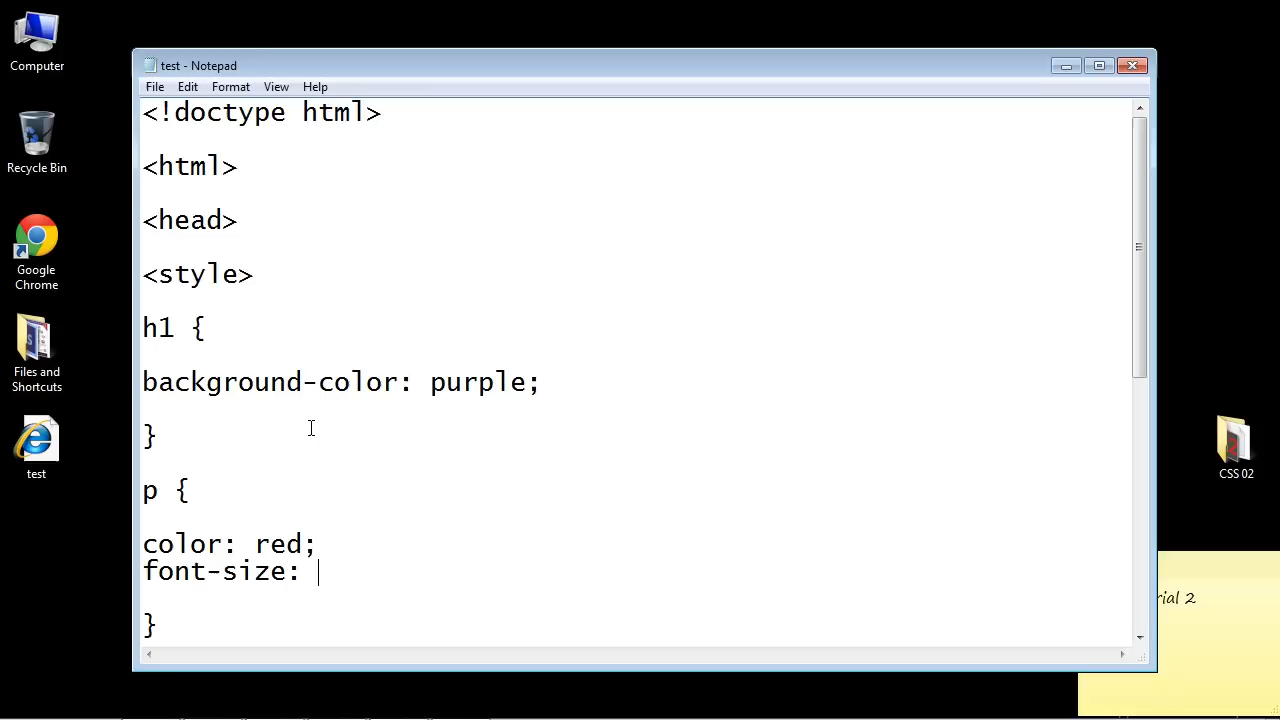 Computer
Recycle Bin
Google
Chrome
Files and
Shortcuts
test
test - Notepad
File Edit Format View Help
<!doctype html>
<html>
<head>
<style>
h1 {
background-color: purple;
}
p {
color: red;
font-size:
}
CSS 02
rial 2